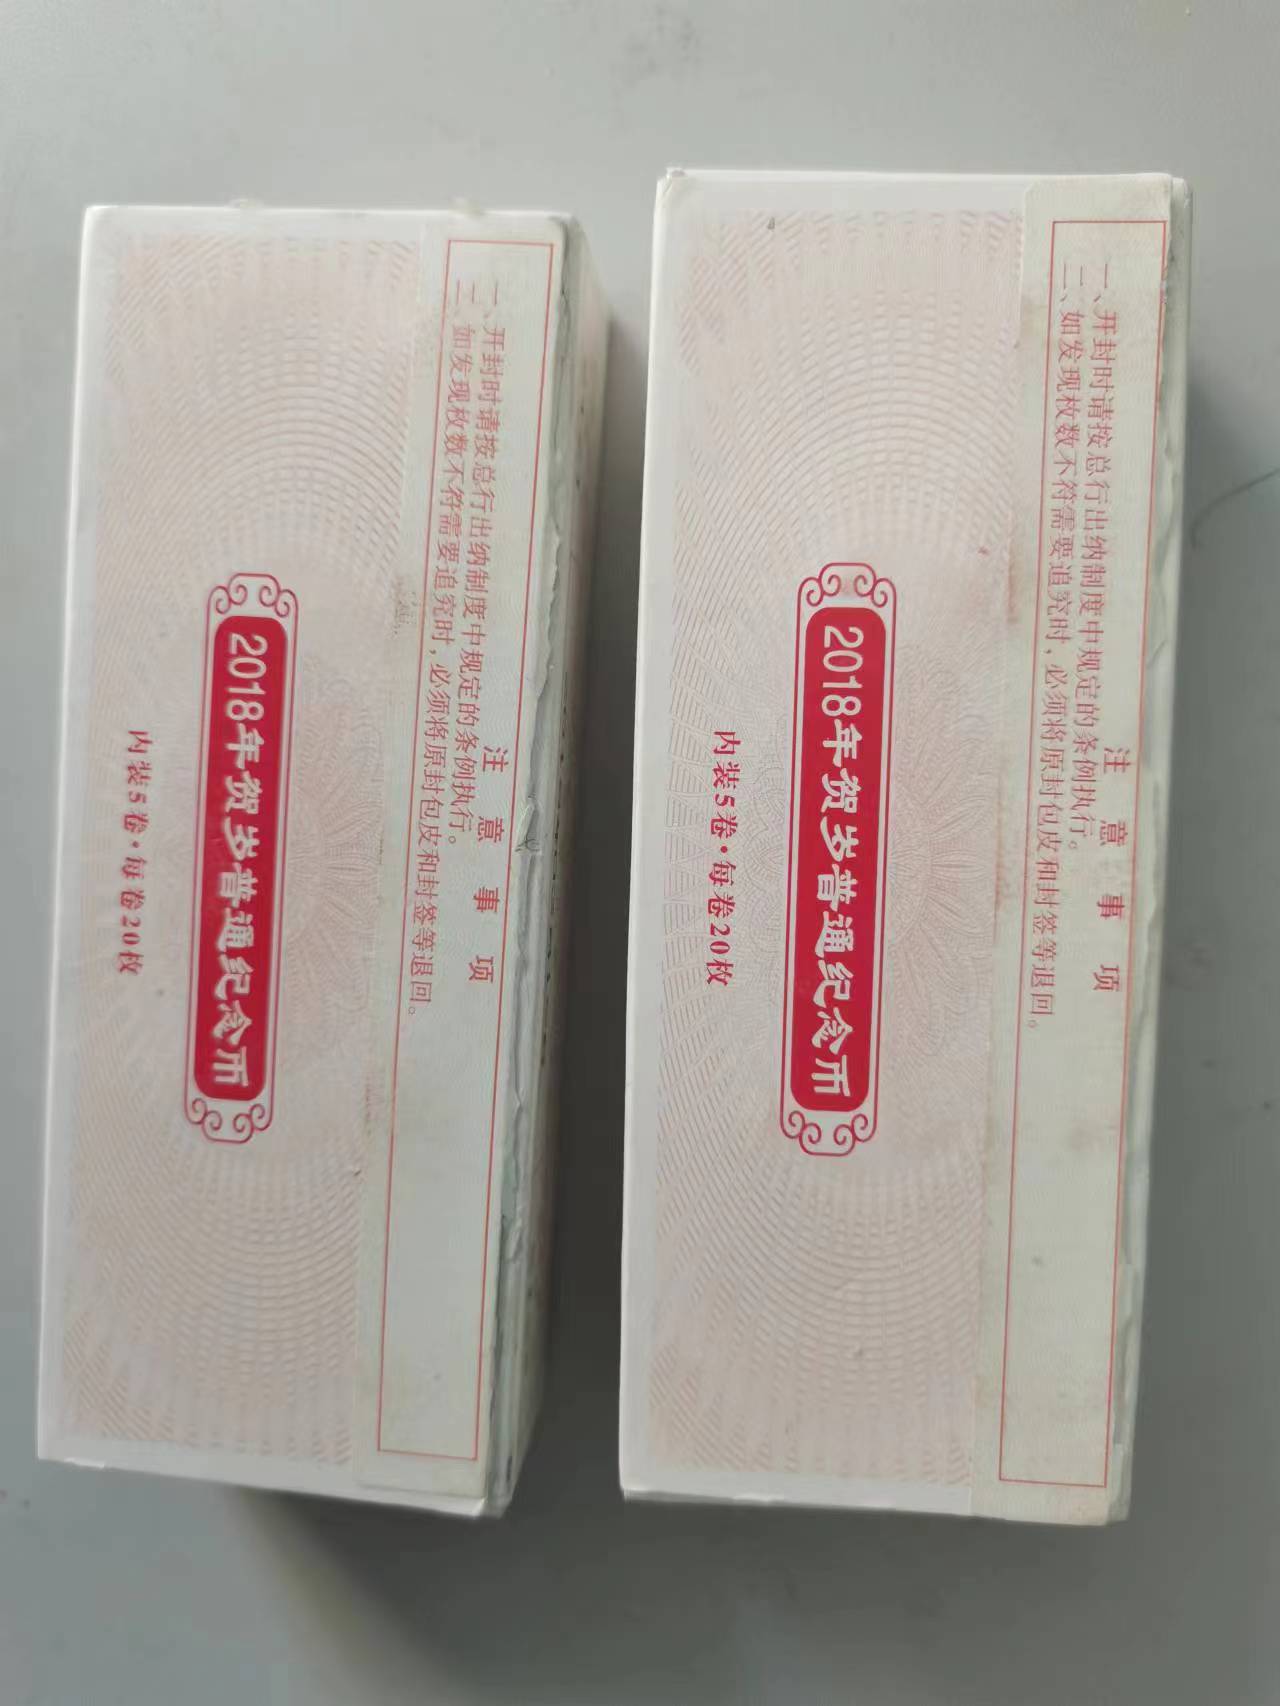 注意事项
一、开封时请按总行出纳制度中规定的条例执行。
二、如发现枚数不符需要追究时，必须将原封包皮和封签等退回。
2018年贺岁普通纪念币
内装5卷·每卷20枚
注意事项
一、开封时请按总行出纳制度中规定的条例执行。
二、如发现枚数不符需要追究时，必须将原封包皮和封签等退回。
2018年贺岁普通纪念币
内装5卷·每卷20枚